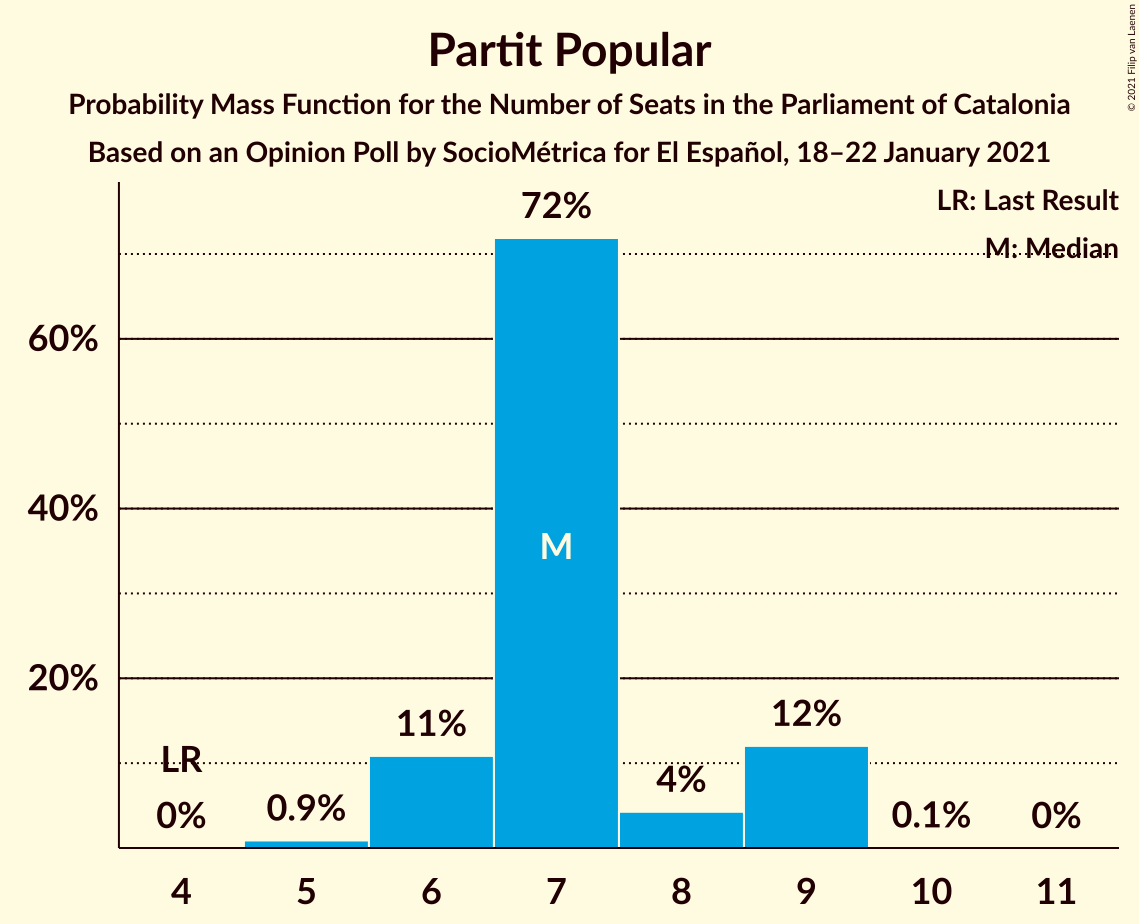 Partit Popular
Probability Mass Function for the Number of Seats in the Parliament of Catalonia
Based on an Opinion Poll by SocioMétrica for El Español, 18–22 January 2021
© 2021 Filip van Laenen
LR: Last Result
M: Median
72%
60%
40%
M
20%
11%
12%
LR
4%
0%
0.9%
0.1%
0%
4 5 6 7 8 9 10 11